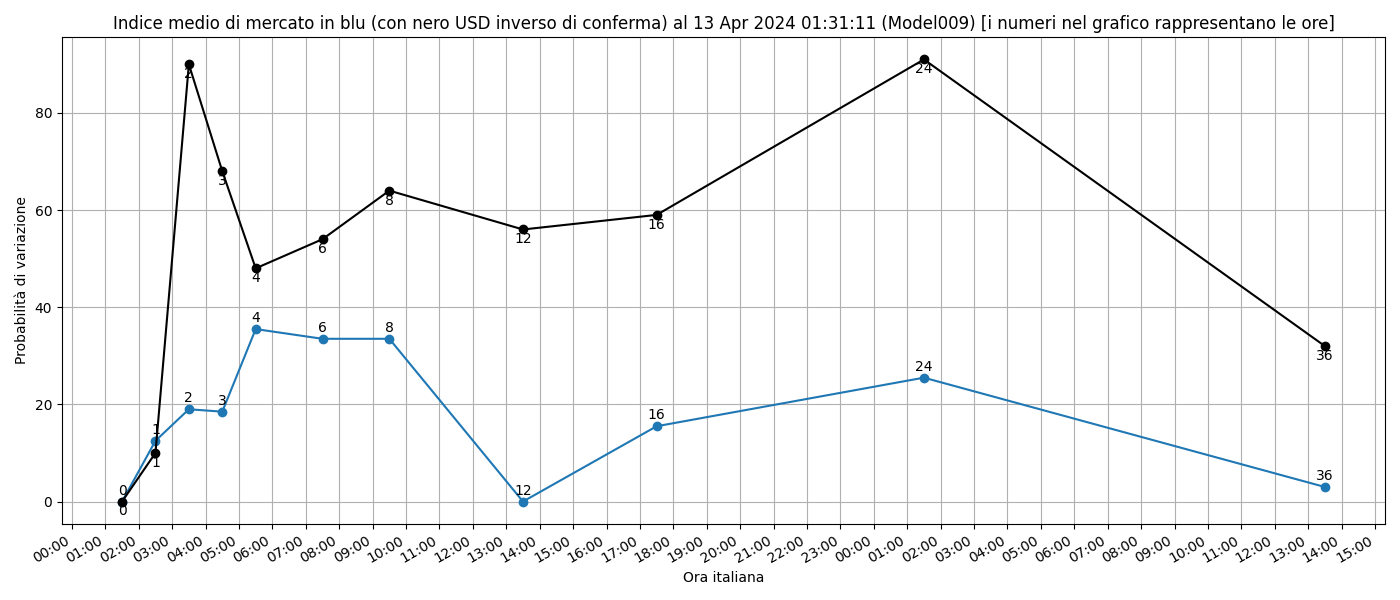 Indice medio di mercato in blu (con nero USD inverso di conferma) al 13 Apr 2024 01:31:11 (Model009) [i numeri nel grafico rappresentano le ore]
Probabilità di variazione
80
60
40
20
0
0 1 2 3 4 6 8 12 16 24 36
0 1 2 3 4 6 8 12 16 24 36
00:00 01:00 02:00 03:00 04:00 05:00 06:00 07:00 08:00 09:00 10:00 11:00 12:00 13:00 14:00 15:00 16:00 17:00 18:00 19:00 20:00 21:00 22:00 23:00 00:00 01:00 02:00 03:00 04:00 05:00 06:00 07:00 08:00 09:00 10:00 11:00 12:00 13:00 14:00 15:00
Ora italiana